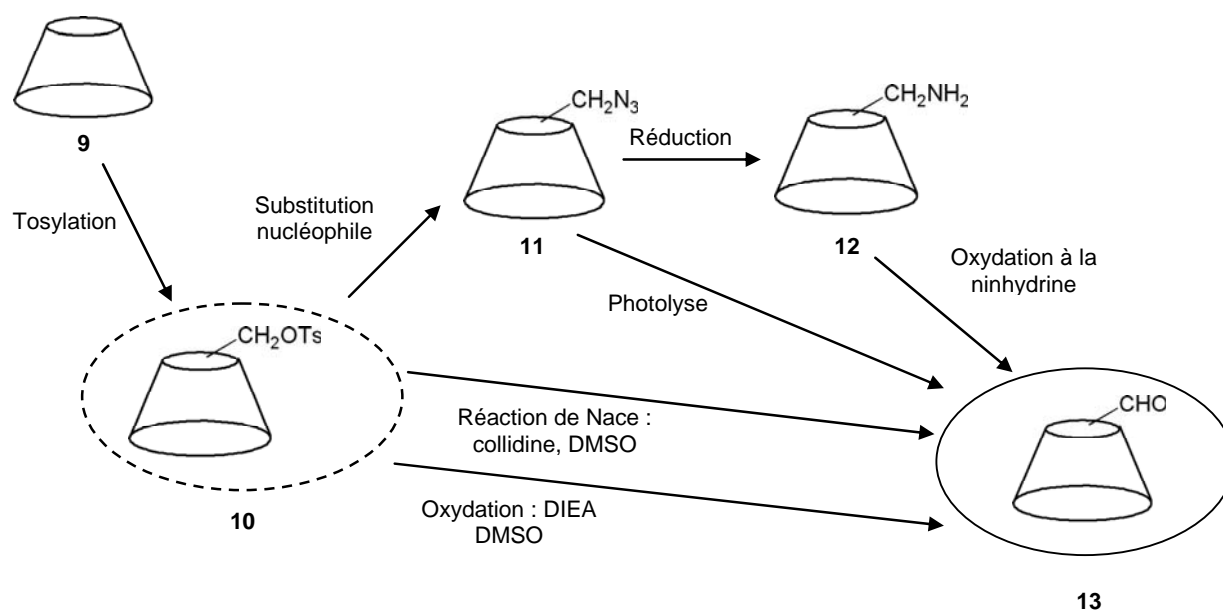 9
Tosylation
CH₂OTs
10
Substitution
nucléophile
CH₂N₃
11
Réduction
CH₂NH₂
12
Photolyse
Oxydation à la
ninhydrine
Réaction de Nace :
collidine, DMSO
Oxydation : DIEA
DMSO
CHO
13